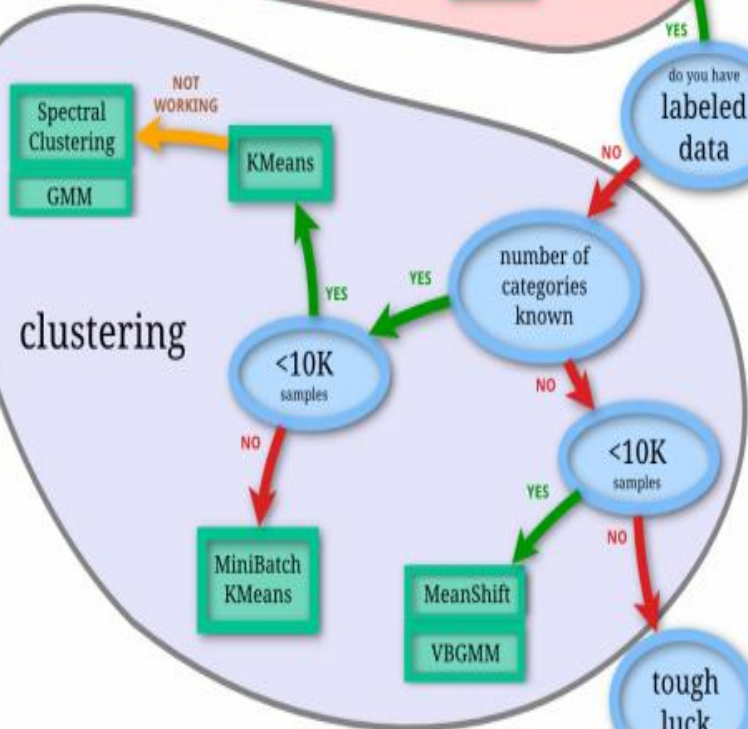 YES
do you have
labeled
data
NO
NOT
WORKING
Spectral
Clustering
GMM
KMeans
number of
categories
known
YES
YES
clustering
<10K
samples
NO
NO
<10K
samples
YES
NO
MiniBatch
KMeans
MeanShift
VBGMM
tough
luck